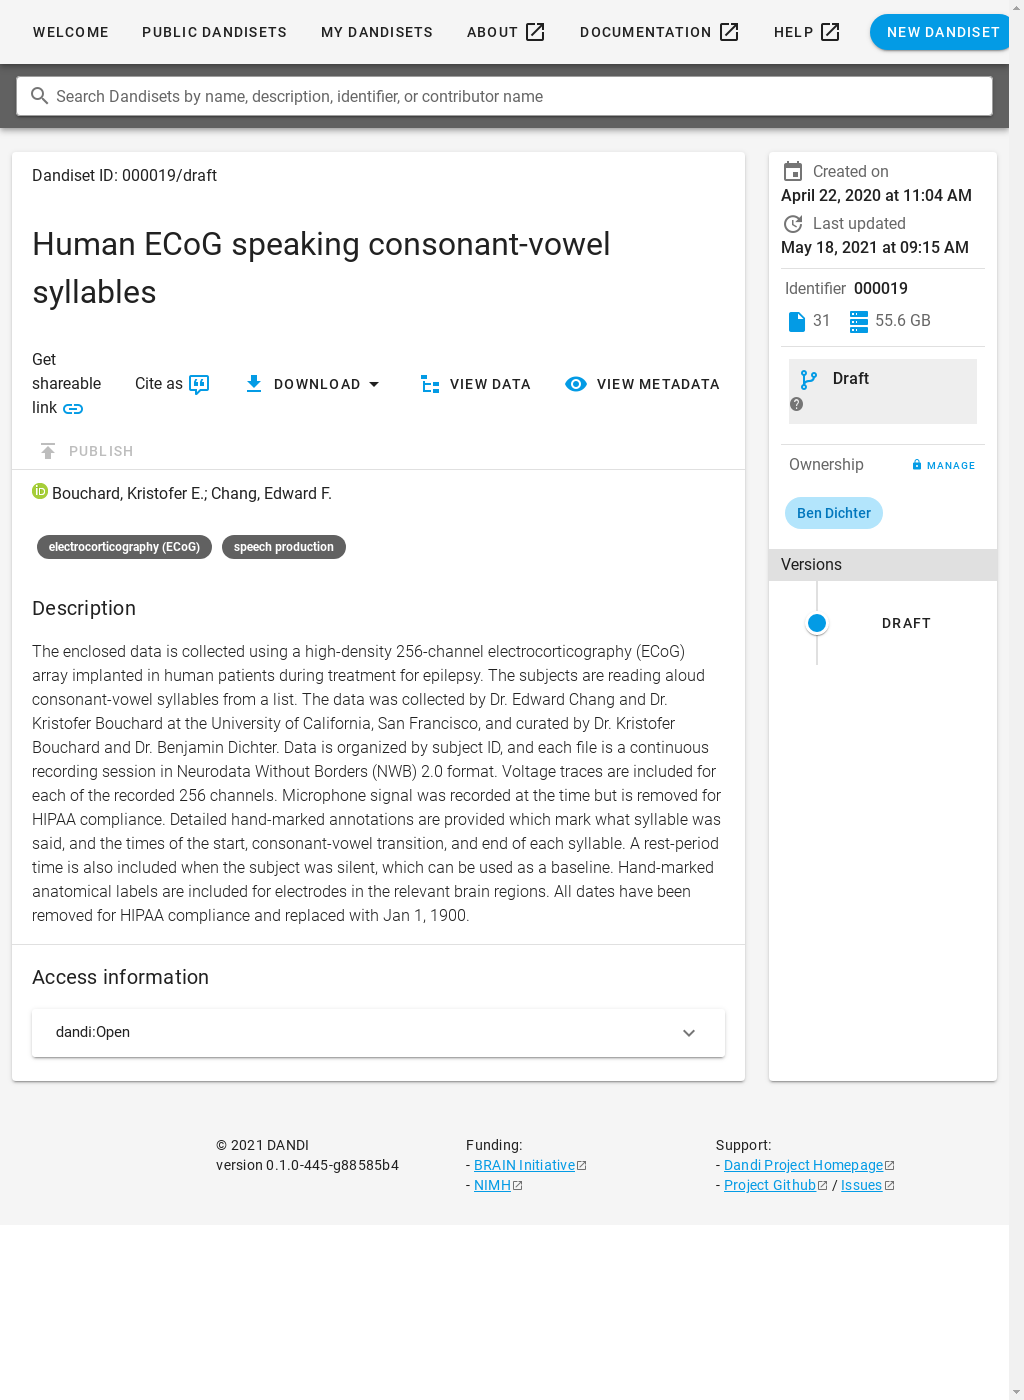 WELCOME PUBLIC DANDISETS MY DANDISETS ABOUT DOCUMENTATION HELP NEW DANDISET
Search Dandisets by name, description, identifier, or contributor name
Dandiset ID: 000019/draft
Human ECoG speaking consonant-vowel
syllables
Get
shareable
link
Cite as
DOWNLOAD
VIEW DATA
VIEW METADATA
PUBLISH
Bouchard, Kristofer E.; Chang, Edward F.
electrocorticography (ECoG) speech production
Description
The enclosed data is collected using a high-density 256-channel electrocorticography (ECoG)
array implanted in human patients during treatment for epilepsy. The subjects are reading aloud
consonant-vowel syllables from a list. The data was collected by Dr. Edward Chang and Dr.
Kristofer Bouchard at the University of California, San Francisco, and curated by Dr. Kristofer
Bouchard and Dr. Benjamin Dichter. Data is organized by subject ID, and each file is a continuous
recording session in Neurodata Without Borders (NWB) 2.0 format. Voltage traces are included for
each of the recorded 256 channels. Microphone signal was recorded at the time but is removed for
HIPAA compliance. Detailed hand-marked annotations are provided which mark what syllable was
said, and the times of the start, consonant-vowel transition, and end of each syllable. A rest-period
time is also included when the subject was silent, which can be used as a baseline. Hand-marked
anatomical labels are included for electrodes in the relevant brain regions. All dates have been
removed for HIPAA compliance and replaced with Jan 1, 1900.
Access information
dandi:Open
Created on
April 22, 2020 at 11:04 AM
Last updated
May 18, 2021 at 09:15 AM
Identifier 000019
31 55.6 GB
Draft
Ownership MANAGE
Ben Dichter
Versions
DRAFT
© 2021 DANDI
version 0.1.0-445-g88585b4
Funding:
- BRAIN Initiative
- NIMH
Support:
- Dandi Project Homepage
- Project Github / Issues